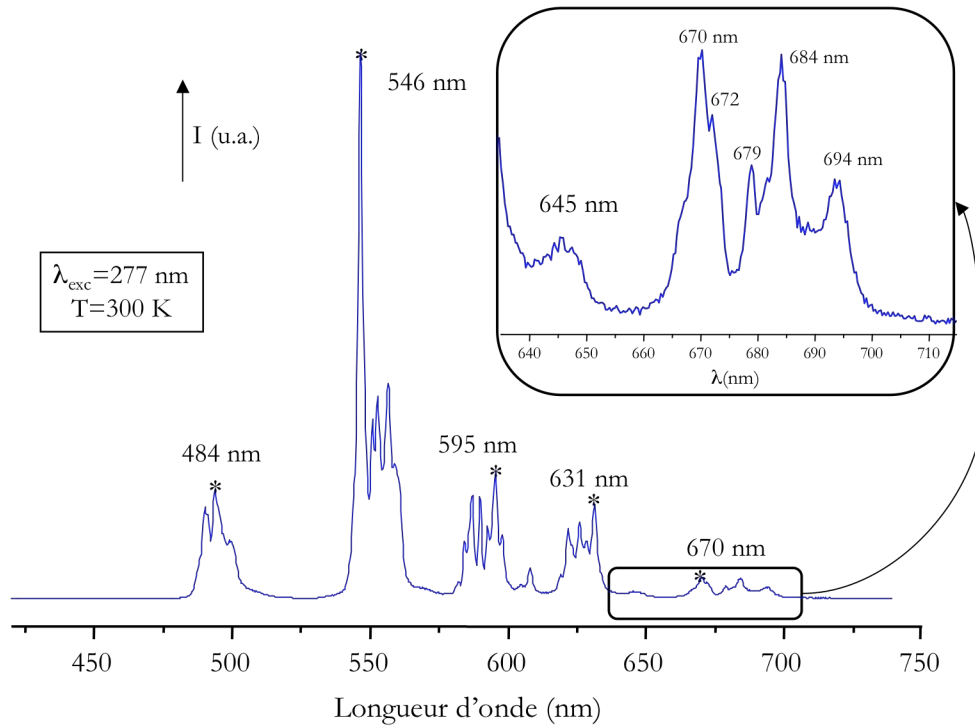 *
546 nm
I (u.a.)
λexc=277 nm
T=300 K
484 nm
*
595 nm
*
631 nm
*
670 nm
*
670 nm
672
684 nm
679
694 nm
645 nm
640 650 660 670 680 690 700 710
λ(nm)
450 500 550 600 650 700 750
Longueur d'onde (nm)